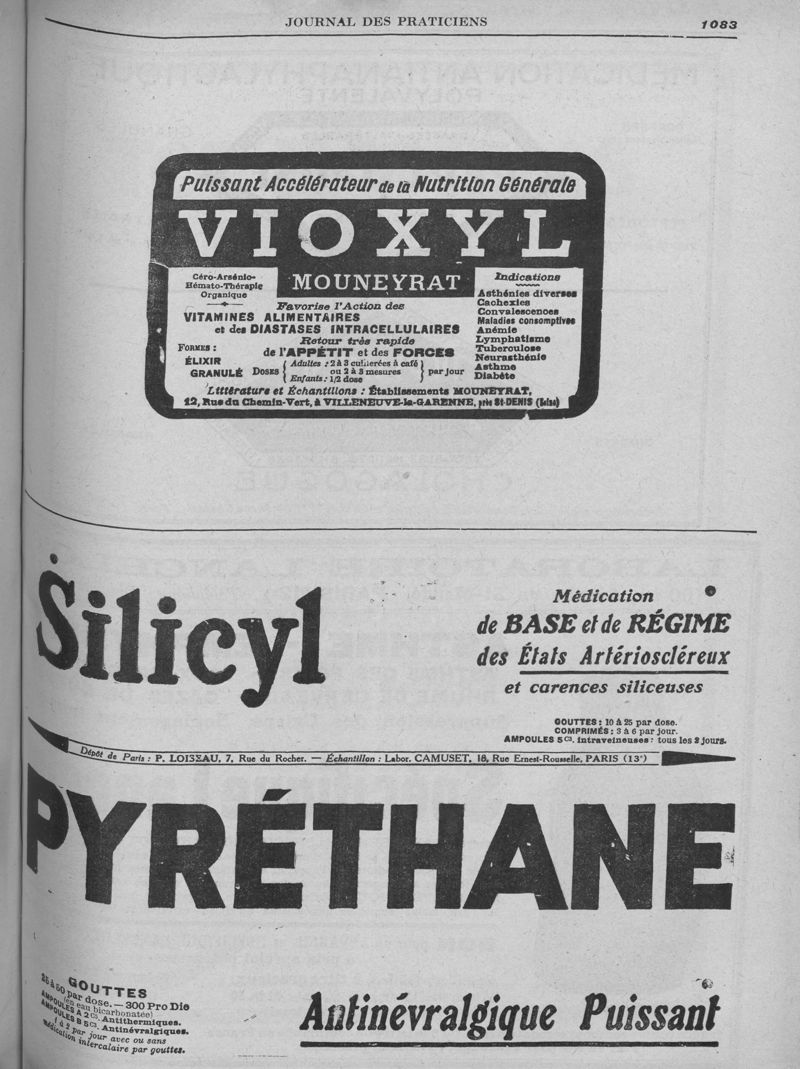 JOURNAL DES PRATICIENS
1083
Puissant Accélérateur de la Nutrition Générale
VIOXYL
MOUNEYRAT
Céro-Arsénio-
Hémato-Thérapie
Organique
Favorise l'Action des
VITAMINES ALIMENTAIRES
et des DIASTASES INTRACELLULAIRES
Retour très rapide
de l'APPÉTIT et des FORCES
FORMES :
ÉLIXIR
GRANULÉ
DOSES
Adultes : 2 à 3 cuillerées à café
ou 2 à 3 mesures
Enfants : 1/2 dose
par jour
Indications
Asthénies diverses
Cachexies
Convalescences
Maladies consomptives
Anémie
Lymphatisme
Tuberculose
Neurasthénie
Asthme
Diabète
Littérature et Échantillons : Établissements MOUNEYRAT,
12, Rue du Chemin-Vert, à VILLENEUVE-la-GARENNE, près St-DENIS (Seine)
Silicyl
Médication
de BASE et de RÉGIME
des États Artérioscléreux
et carences siliceuses
GOUTTES : 10 à 25 par dose.
COMPRIMÉS : 3 à 6 par jour.
AMPOULES 5 c3. intraveineuses : tous les 2 jours.
Dépôt de Paris : P. LOISEAU, 7, Rue du Rocher. — Échantillon : Labor. CAMUSET, 18, Rue Ernest-Rousselle, PARIS (13e)
PYRÉTHANE
GOUTTES
25 à 50 par dose. — 300 Pro Die
(en eau bicarbonatée)
AMPOULES A 2 c3. Antithermiques.
AMPOULES B 5 c3. Antinévralgiques.
1 à 2 par jour avec ou sans
médication intercalaire par gouttes.
Antinévralgique Puissant